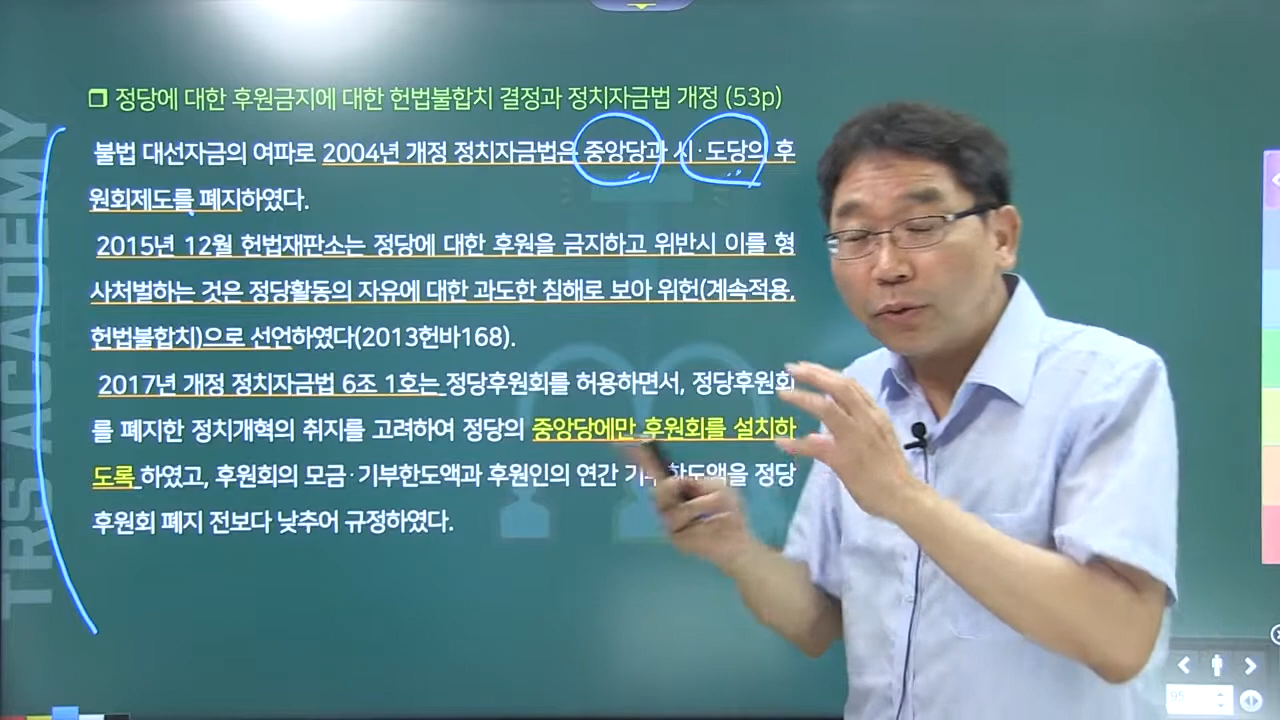 정당에 대한 후원금지에 대한 헌법불합치 결정과 정치자금법 개정 (53p)
불법 대선자금의 여파로 2004년 개정 정치자금법은 중앙당과 시·도당의 후
원회제도를 폐지하였다.
2015년 12월 헌법재판소는 정당에 대한 후원을 금지하고 위반시 이를 형
사처벌하는 것은 정당활동의 자유에 대한 과도한 침해로 보아 위헌(계속적용,
헌법불합치)으로 선언하였다(2013헌바168).
2017년 개정 정치자금법 6조 1호는 정당후원회를 허용하면서, 정당후원회
를 폐지한 정치개혁의 취지를 고려하여 정당의 중앙당에만 후원회를 설치하
도록 하였고, 후원회의 모금·기부한도액과 후원인의 연간 기부한도액을 정당
후원회 폐지 전보다 낮추어 규정하였다.
TRS ACADEMY
95